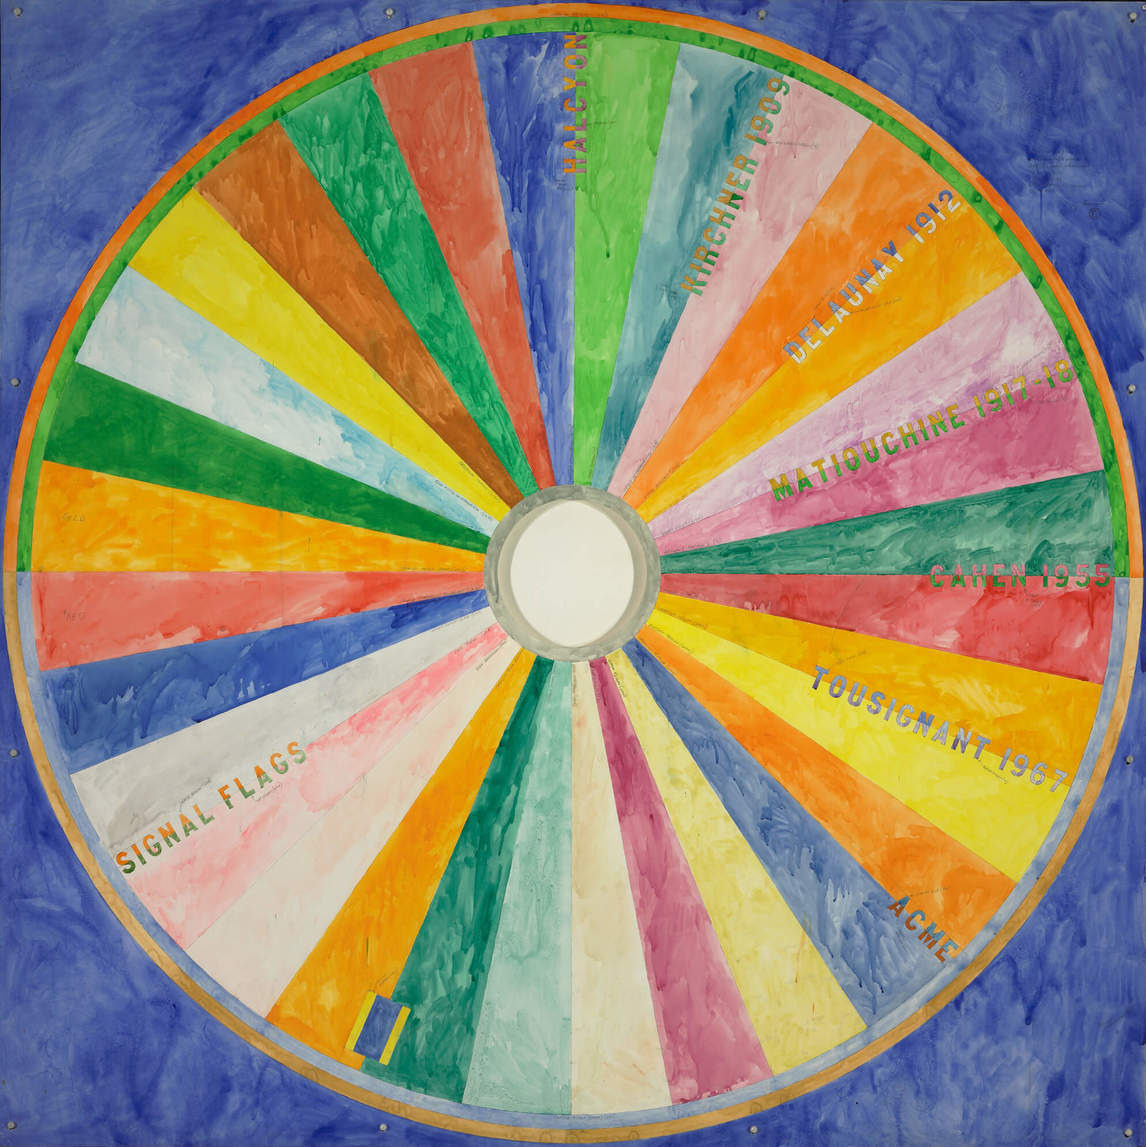 HALCYON
KIRCHNER 1909
DELAUNAY 1912
MATIOUCHINE 1917-18
CAHEN 1955
TOUSIGNANT 1967
ACME
SIGNAL FLAGS